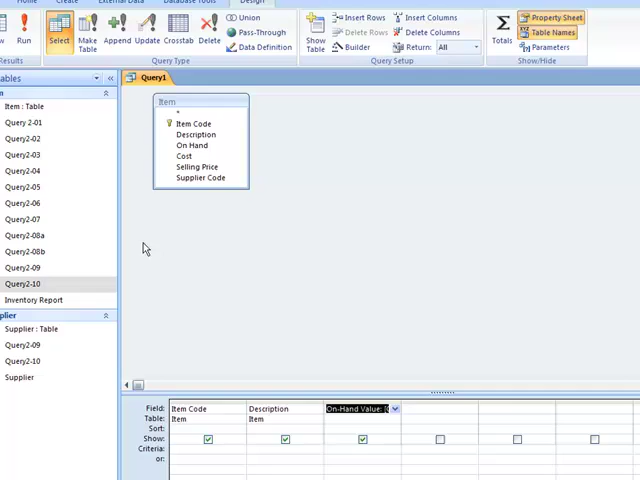 Home Create External Data Database Tools Design
Run
Select
Make Table
Append
Update
Crosstab
Delete
Union
Pass-Through
Data Definition
Show Table
Insert Rows
Delete Rows
Builder
Insert Columns
Delete Columns
Return: All
Σ
Totals
Property Sheet
Table Names
Parameters
Results
Query Type
Query Setup
Show/Hide
ables «
Query1
Item : Table
Query 2-01
Query2-02
Query2-03
Query2-04
Query2-05
Query2-06
Query2-07
Query2-08a
Query2-08b
Query2-09
Query2-10
Inventory Report
plier
Supplier : Table
Query2-09
Query2-10
Supplier
Item
*
Item Code
Description
On Hand
Cost
Selling Price
Supplier Code
Field: Item Code Description On-Hand Value: [O
Table: Item Item
Sort:
Show:
Criteria:
or: